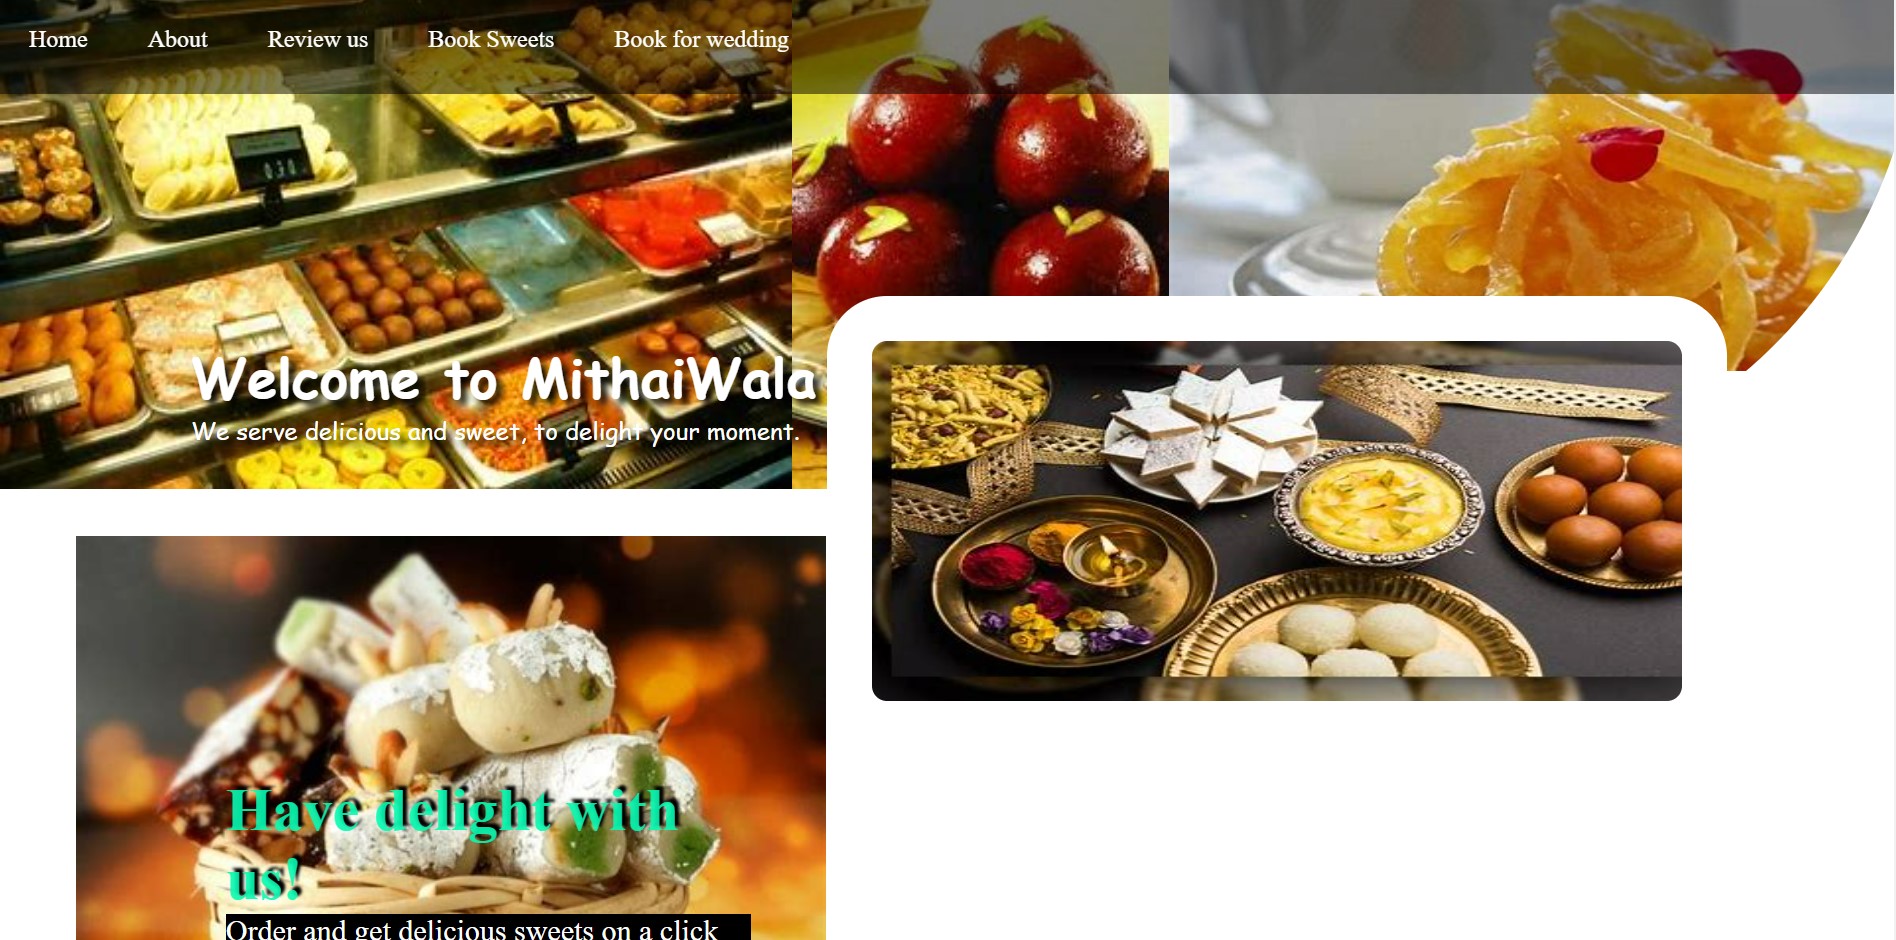 Home About Review us Book Sweets Book for wedding
Welcome to MithaiWala
We serve delicious and sweet, to delight your moment.
Have delight with
us!
Order and get delicious sweets on a click